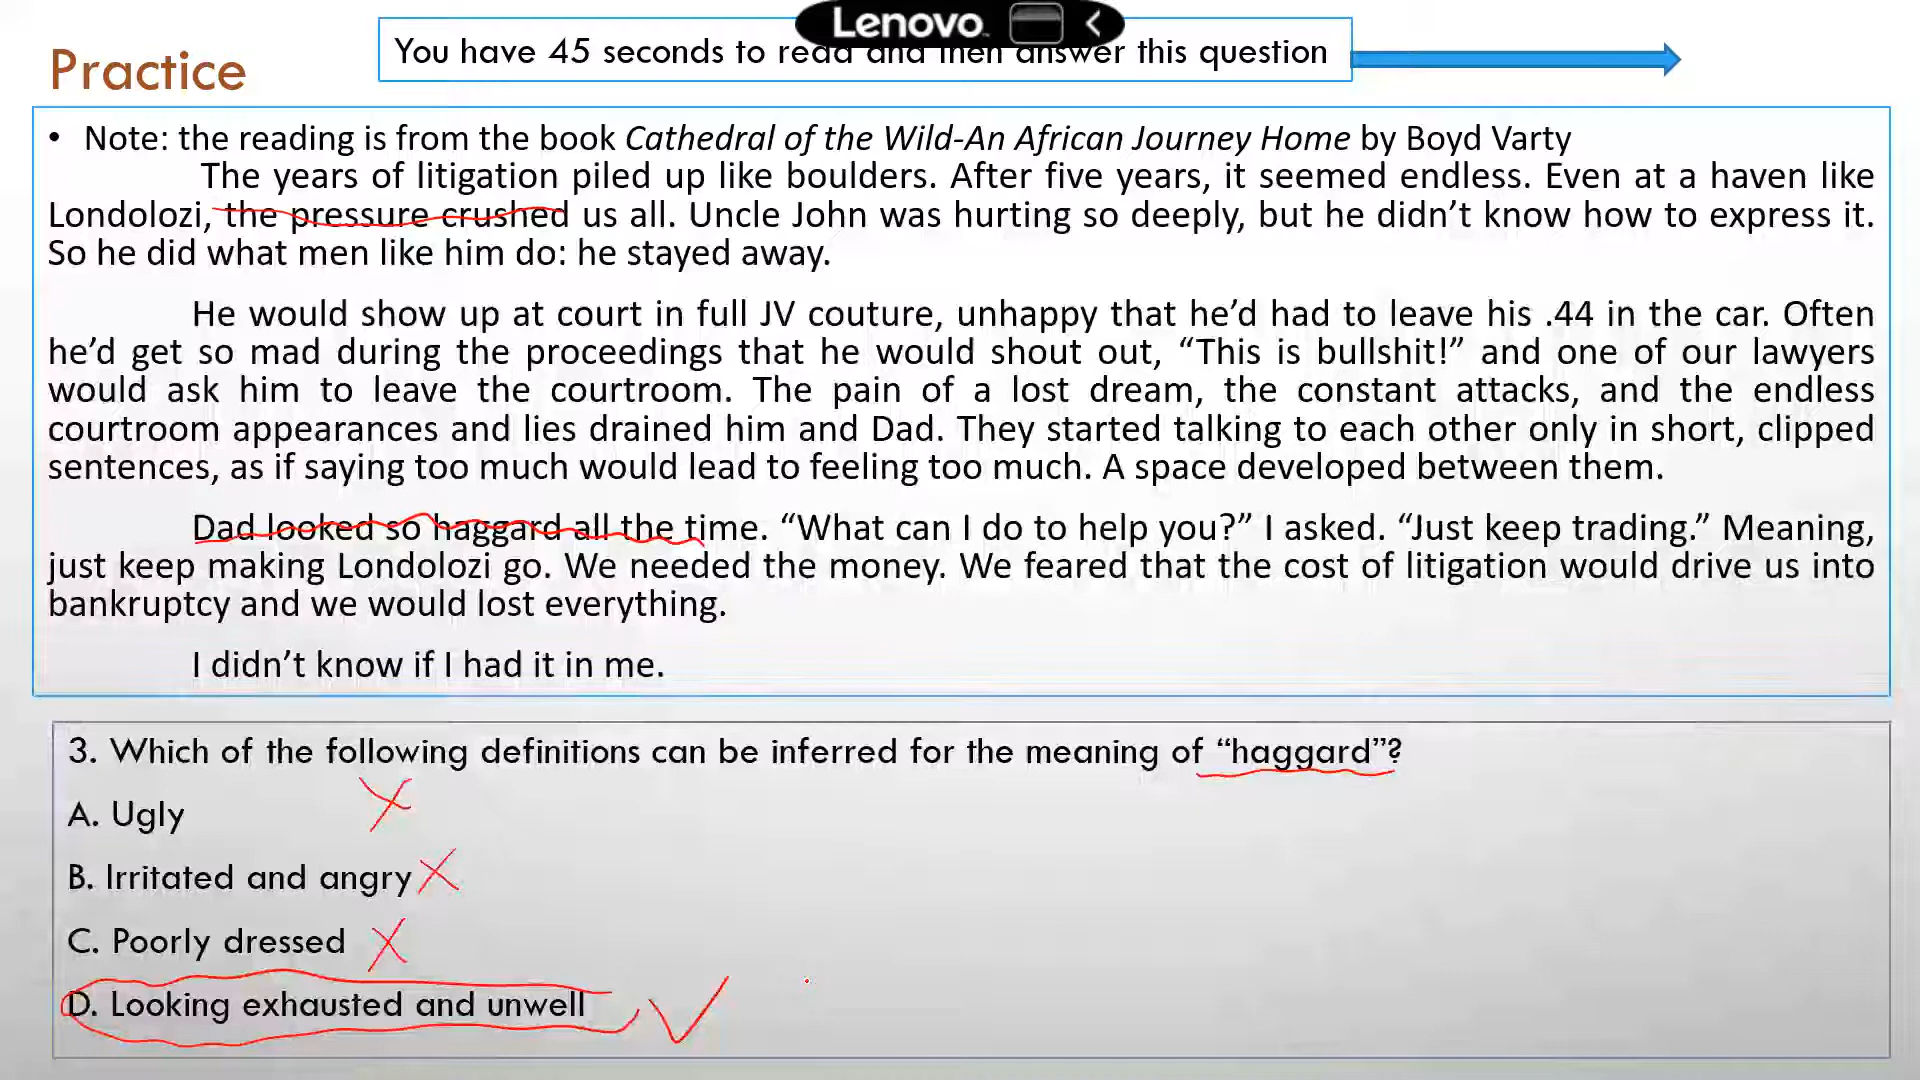 Lenovo
Practice
You have 45 seconds to read and then answer this question
• Note: the reading is from the book Cathedral of the Wild-An African Journey Home by Boyd Varty
The years of litigation piled up like boulders. After five years, it seemed endless. Even at a haven like
Londolozi, the pressure crushed us all. Uncle John was hurting so deeply, but he didn’t know how to express it.
So he did what men like him do: he stayed away.
He would show up at court in full JV couture, unhappy that he’d had to leave his .44 in the car. Often
he’d get so mad during the proceedings that he would shout out, “This is bullshit!” and one of our lawyers
would ask him to leave the courtroom. The pain of a lost dream, the constant attacks, and the endless
courtroom appearances and lies drained him and Dad. They started talking to each other only in short, clipped
sentences, as if saying too much would lead to feeling too much. A space developed between them.
Dad looked so haggard all the time. “What can I do to help you?” I asked. “Just keep trading.” Meaning,
just keep making Londolozi go. We needed the money. We feared that the cost of litigation would drive us into
bankruptcy and we would lost everything.
I didn’t know if I had it in me.
3. Which of the following definitions can be inferred for the meaning of “haggard”?
A. Ugly
B. Irritated and angry
C. Poorly dressed
D. Looking exhausted and unwell